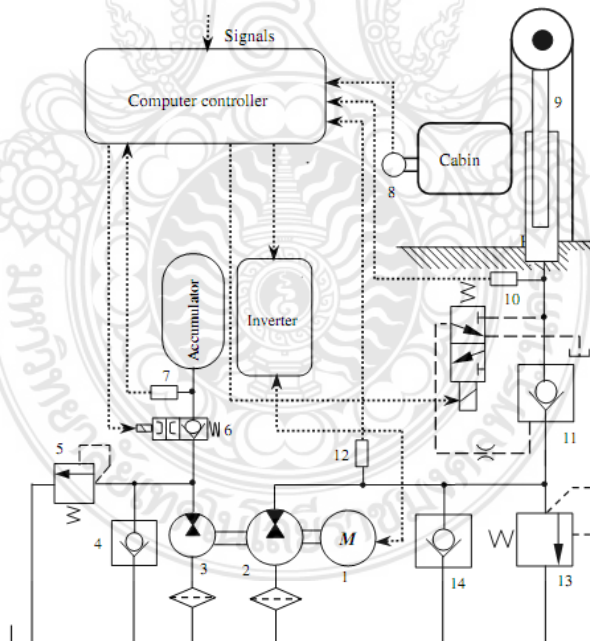 Signals
Computer controller
9
Cabin
8
10
Accumulator
Inverter
7
6
11
5
12
4
3
2
M
1
14
13